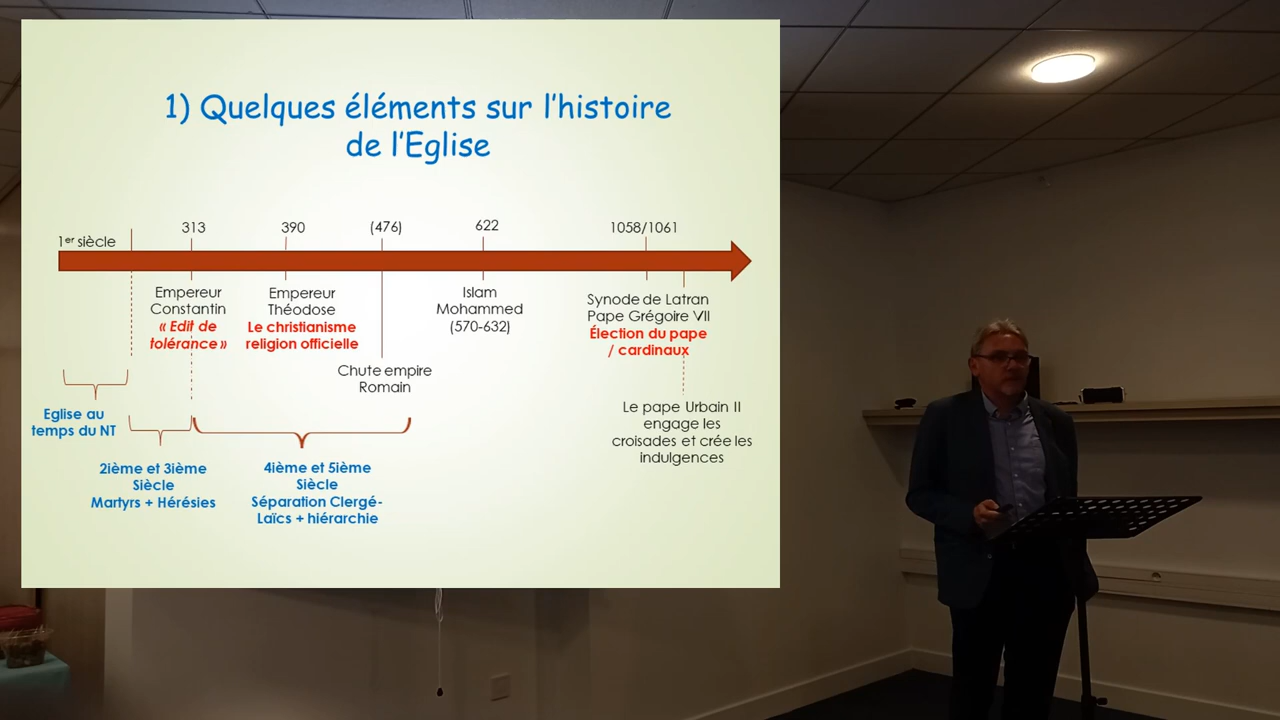 1) Quelques éléments sur l'histoire
de l'Eglise
1er siècle
313
390
(476)
622
1058/1061
Empereur
Constantin
« Edit de
tolérance »
Empereur
Théodose
Le christianisme
religion officielle
Chute empire
Romain
Islam
Mohammed
(570-632)
Synode de Latran
Pape Grégoire VII
Élection du pape
/ cardinaux
Le pape Urbain II
engage les
croisades et crée les
indulgences
Eglise au
temps du NT
2ième et 3ième
Siècle
Martyrs + Hérésies
4ième et 5ième
Siècle
Séparation Clergé-
Laïcs + hiérarchie